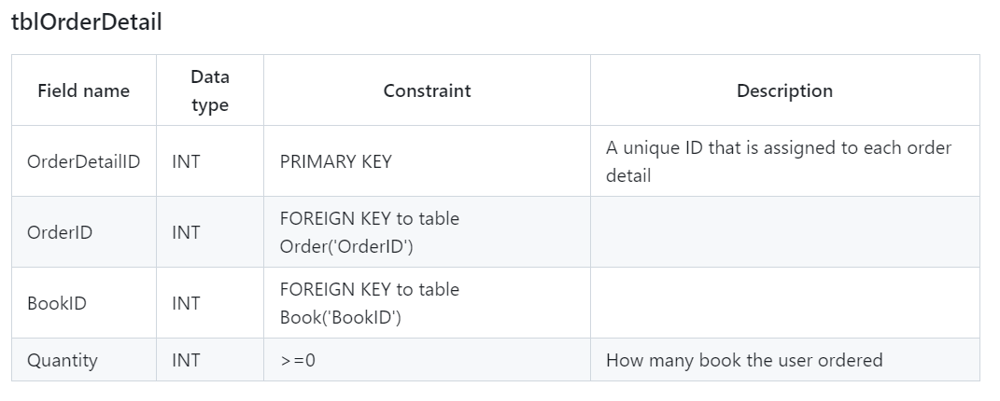 tblOrderDetail
Field name
Data
type
Constraint
Description
OrderDetailID
INT
PRIMARY KEY
A unique ID that is assigned to each order
detail
OrderID
INT
FOREIGN KEY to table
Order('OrderID')
BookID
INT
FOREIGN KEY to table
Book('BookID')
Quantity
INT
>=0
How many book the user ordered